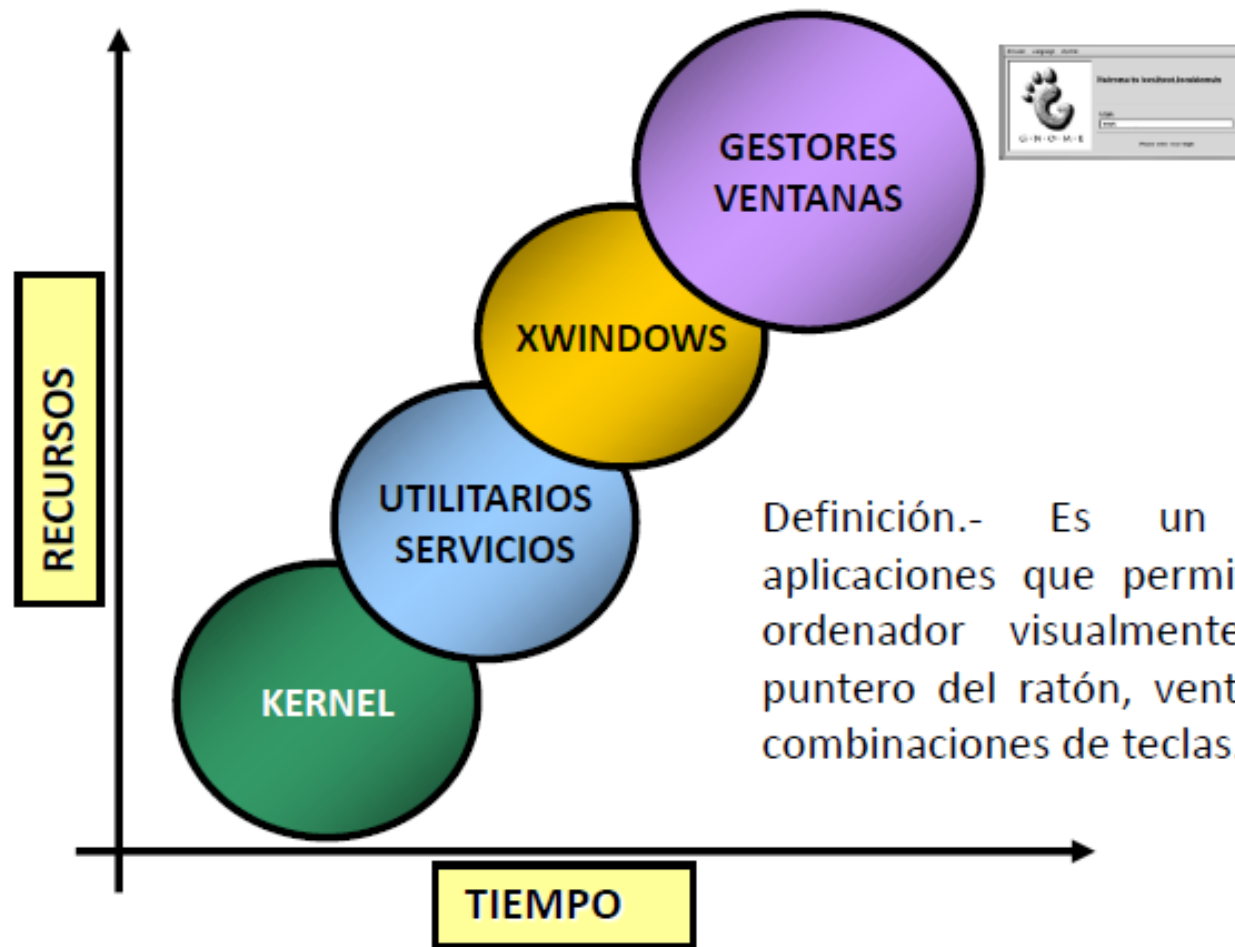 GESTORES
VENTANAS
XWINDOWS
UTILITARIOS
SERVICIOS
KERNEL
RECURSOS
TIEMPO
G·N·O·M·E
Definición.- Es un
aplicaciones que permi
ordenador visualmente
puntero del ratón, vent
combinaciones de teclas.